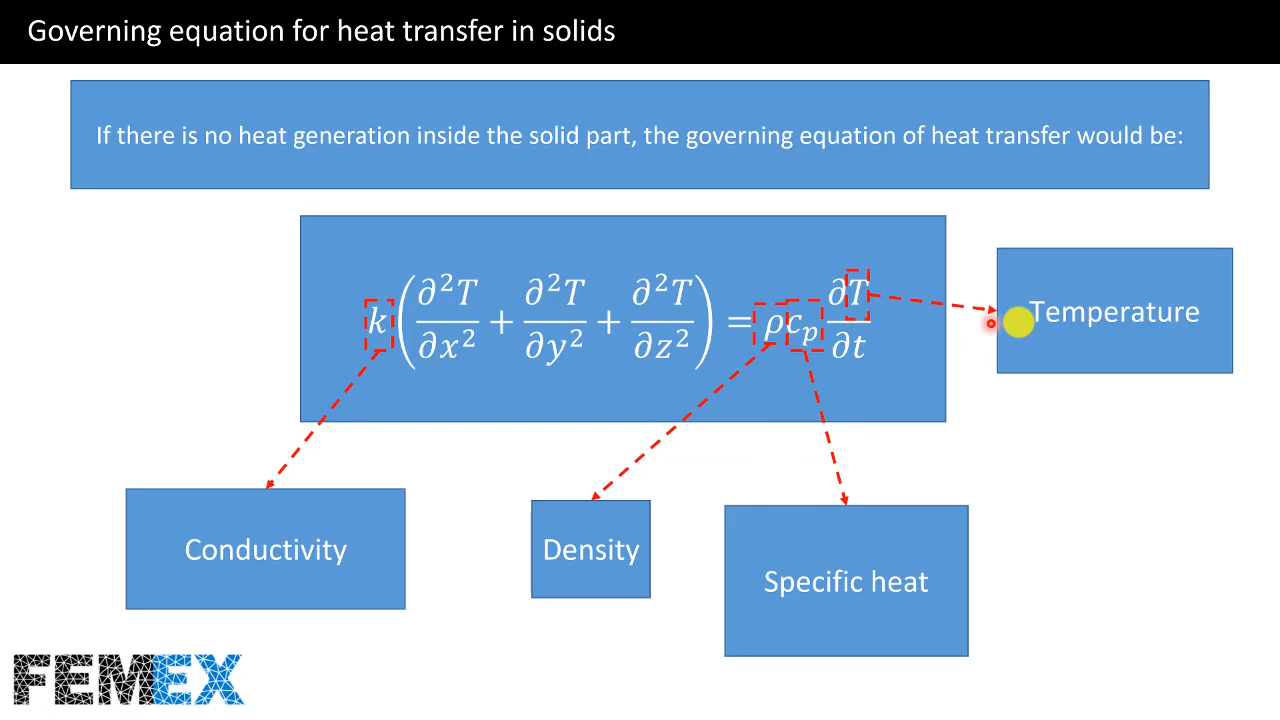 Governing equation for heat transfer in solids
If there is no heat generation inside the solid part, the governing equation of heat transfer would be:
k(∂²T/∂x² + ∂²T/∂y² + ∂²T/∂z²) = ρcₚ ∂T/∂t
Temperature
Conductivity
Density
Specific heat
FEMEX